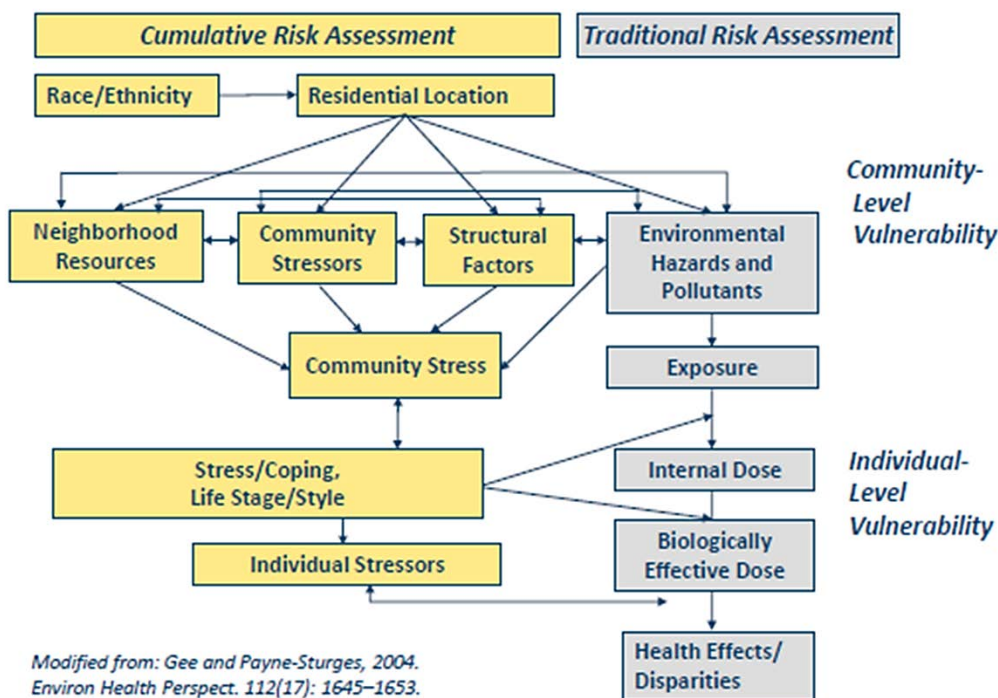 Cumulative Risk Assessment
Traditional Risk Assessment
Race/Ethnicity
Residential Location
Community-
Level
Vulnerability
Neighborhood
Resources
Community
Stressors
Structural
Factors
Environmental
Hazards and
Pollutants
Community Stress
Exposure
Stress/Coping,
Life Stage/Style
Internal Dose
Individual-
Level
Vulnerability
Individual Stressors
Biologically
Effective Dose
Health Effects/
Disparities
Modified from: Gee and Payne-Sturges, 2004.
Environ Health Perspect. 112(17): 1645–1653.